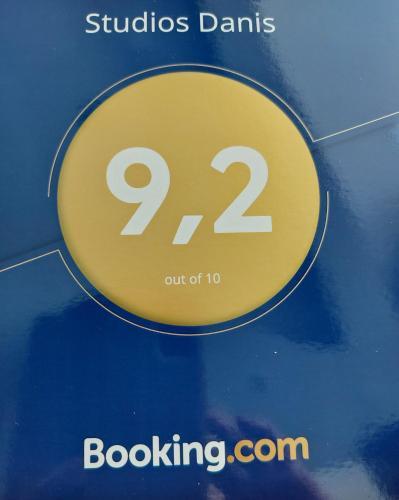 Studios Danis
9,2
out of 10
Booking.com